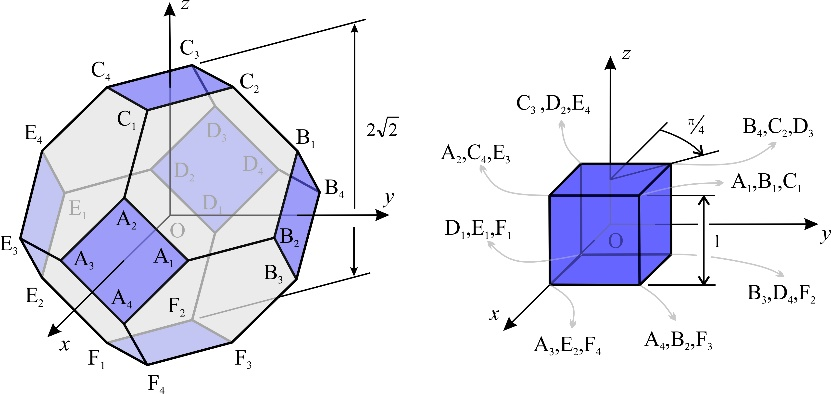 z
C₃
C₄
C₂
C₁
2√2
E₄
D₃
B₁
D₂
D₄
B₄
E₁
A₂
D₁
y
O
E₃
A₃
A₁
B₂
E₂
A₄
F₂
B₃
x
F₁
F₃
F₄
z
C₃,D₂,E₄
π/4
B₄,C₂,D₃
A₂,C₄,E₃
A₁,B₁,C₁
D₁,E₁,F₁
O
1
y
B₃,D₄,F₂
x
A₃,E₂,F₄
A₄,B₂,F₃